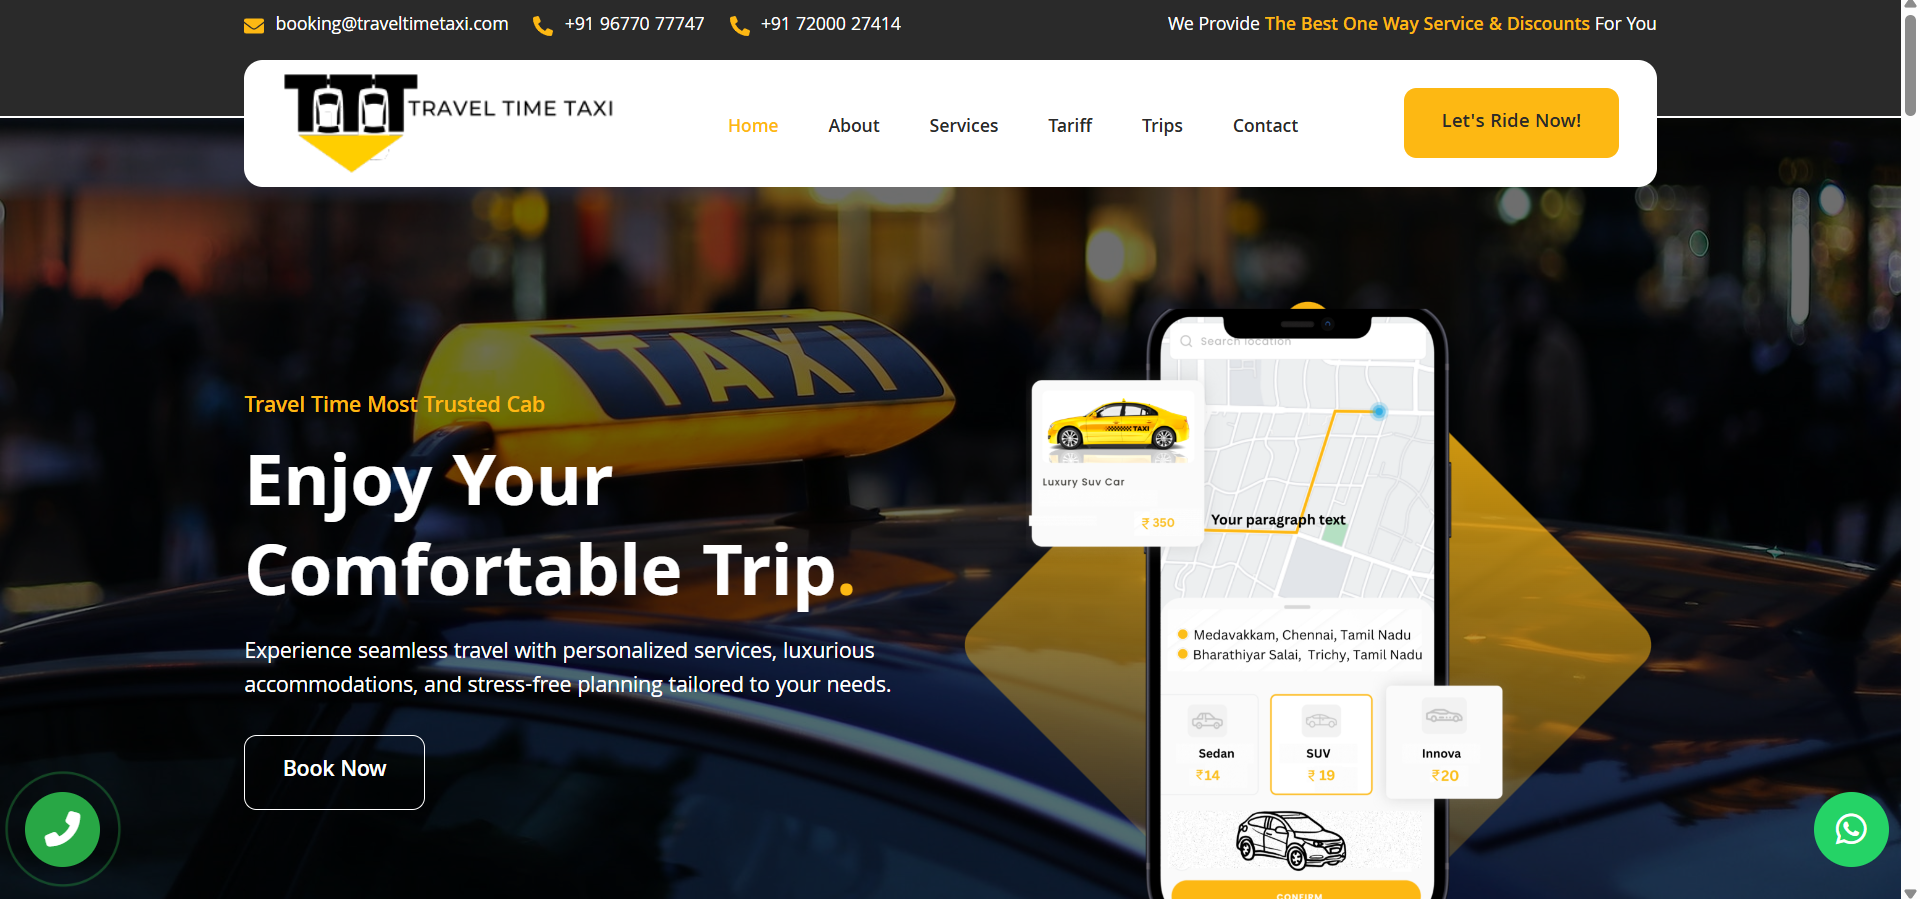 booking@traveltimetaxi.com +91 96770 77747 +91 72000 27414 We Provide The Best One Way Service & Discounts For You
TRAVEL TIME TAXI
Home About Services Tariff Trips Contact Let's Ride Now!
TAXI
Travel Time Most Trusted Cab
Enjoy Your
Comfortable Trip.
Experience seamless travel with personalized services, luxurious
accommodations, and stress-free planning tailored to your needs.
Book Now
Search location
TAXI
Luxury Suv Car
₹ 350
Your paragraph text
Medavakkam, Chennai, Tamil Nadu
Bharathiyar Salai, Trichy, Tamil Nadu
Sedan SUV Innova
₹14 ₹ 19 ₹20
CONFIRM